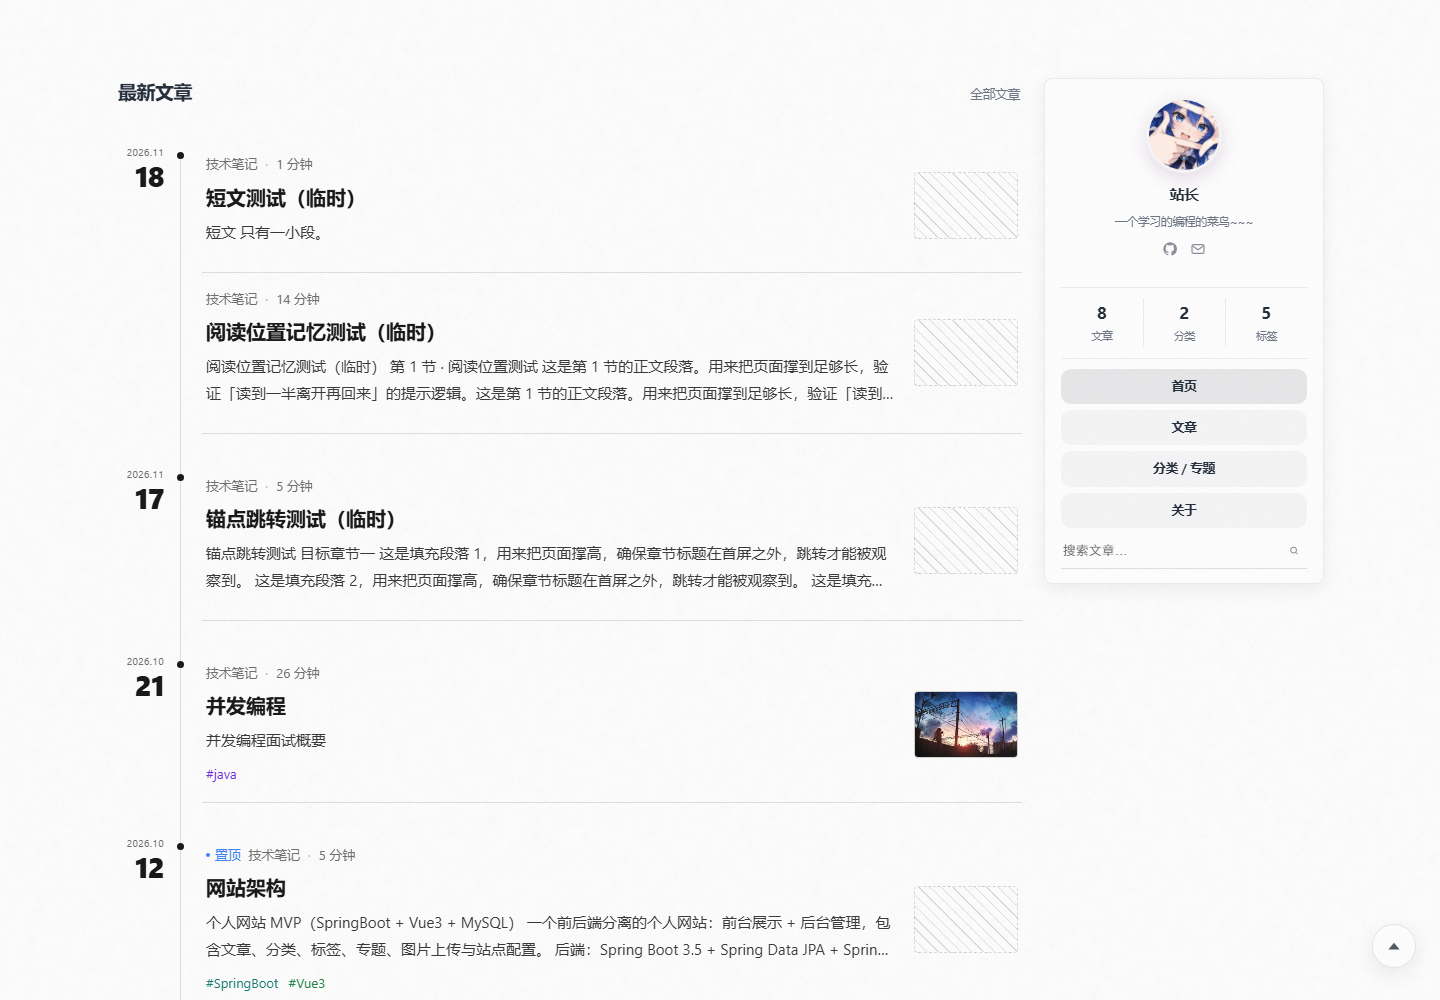 最新文章
全部文章
2026.11
18
技术笔记 · 1 分钟
短文测试（临时）
短文 只有一小段。
技术笔记 · 14 分钟
阅读位置记忆测试（临时）
阅读位置记忆测试（临时） 第 1 节 · 阅读位置测试 这是第 1 节的正文段落。用来把页面撑到足够长，验
证「读到一半离开再回来」的提示逻辑。这是第 1 节的正文段落。用来把页面撑到足够长，验证「读到...
2026.11
17
技术笔记 · 5 分钟
锚点跳转测试（临时）
锚点跳转测试 目标章节一 这是填充段落 1，用来把页面撑高，确保章节标题在首屏之外，跳转才能被观
察到。 这是填充段落 2，用来把页面撑高，确保章节标题在首屏之外，跳转才能被观察到。 这是填充...
2026.10
21
技术笔记 · 26 分钟
并发编程
并发编程面试概要
#java
2026.10
12
• 置顶 技术笔记 · 5 分钟
网站架构
个人网站 MVP（SpringBoot + Vue3 + MySQL） 一个前后端分离的个人网站：前台展示 + 后台管理，包
含文章、分类、标签、专题、图片上传与站点配置。 后端：Spring Boot 3.5 + Spring Data JPA + Sprin...
#SpringBoot #Vue3
站长
一个学习的编程的菜鸟~~~
8 2 5
文章 分类 标签
首页
文章
分类 / 专题
关于
搜索文章...